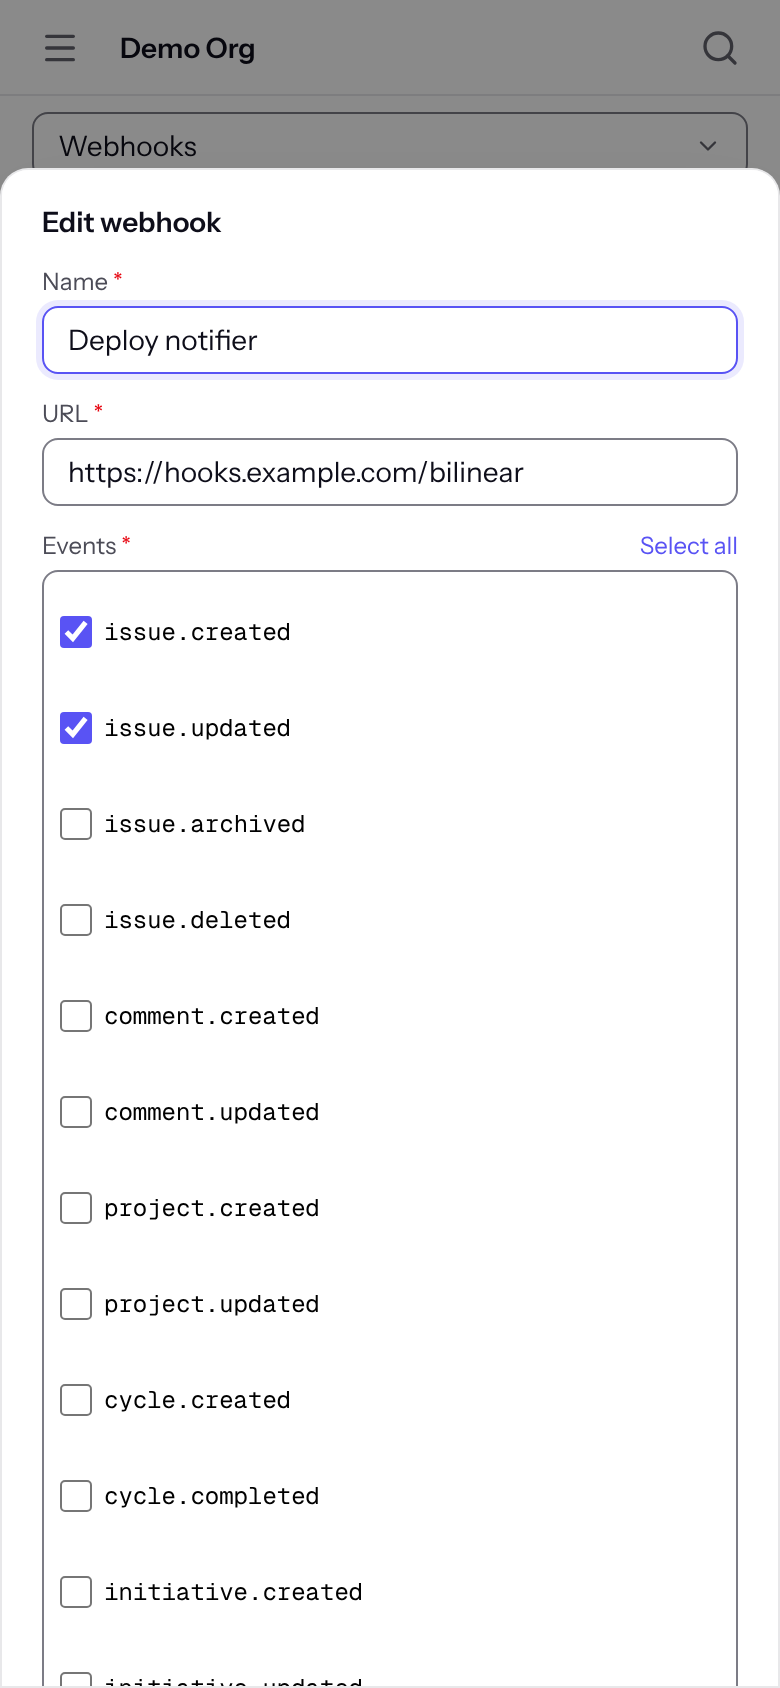 Demo Org
Webhooks
Edit webhook
Name *
Deploy notifier
URL *
https://hooks.example.com/bilinear
Events * Select all
issue.created
issue.updated
issue.archived
issue.deleted
comment.created
comment.updated
project.created
project.updated
cycle.created
cycle.completed
initiative.created
initiative.updated